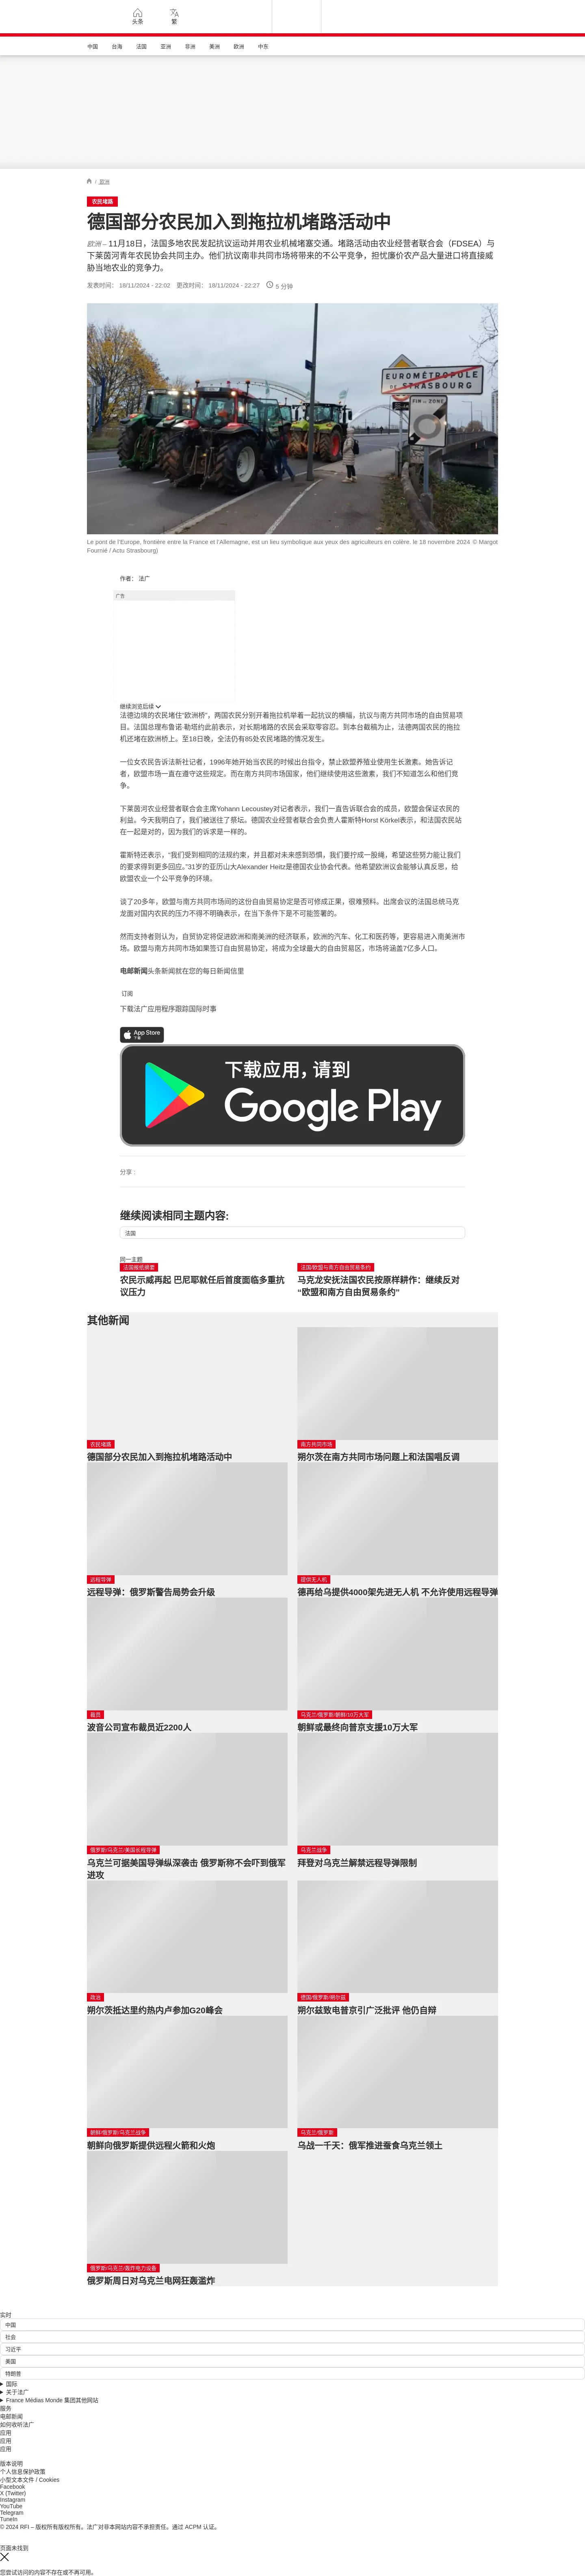 头条
繁
中国
台海
法国
亚洲
非洲
美洲
欧洲
中东
/ 欧洲
农民堵路
德国部分农民加入到拖拉机堵路活动中
欧洲 – 11月18日，法国多地农民发起抗议运动并用农业机械堵塞交通。堵路活动由农业经营者联合会（FDSEA）与
下莱茵河青年农民协会共同主办。他们抗议南非共同市场将带来的不公平竞争，担忧廉价农产品大量进口将直接威
胁当地农业的竞争力。
发表时间： 18/11/2024 - 22:02 更改时间： 18/11/2024 - 22:27 5 分钟
EUROMÉTROPOLE
DE STRASBOURG
FIN DE ZONE
Le pont de l'Europe, frontière entre la France et l'Allemagne, est un lieu symbolique aux yeux des agriculteurs en colère. le 18 novembre 2024 © Margot
Fournié / Actu Strasbourg)
作者： 法广
广告
继续浏览后续
法德边境的农民堵住“欧洲桥”，两国农民分别开着拖拉机举着一起抗议的横幅，抗议与南方共同市场的自由贸易项
目。法国总理布鲁诺·勒塔约此前表示，对长期堵路的农民会采取零容忍。到本台截稿为止，法德两国农民的拖拉
机还堵在欧洲桥上。至18日晚，全法仍有85处农民堵路的情况发生。
一位女农民告诉法新社记者，1996年她开始当农民的时候出台指令，禁止欧盟养殖业使用生长激素。她告诉记
者，欧盟市场一直在遵守这些规定。而在南方共同市场国家，他们继续使用这些激素，我们不知道怎么和他们竞
争。
下莱茵河农业经营者联合会主席Yohann Lecoustey对记者表示，我们一直告诉联合会的成员，欧盟会保证农民的
利益。今天我明白了，我们被送往了祭坛。德国农业经营者联合会负责人霍斯特Horst Körkel表示，和法国农民站
在一起是对的，因为我们的诉求是一样的。
霍斯特还表示，“我们受到相同的法规约束，并且都对未来感到恐惧，我们要拧成一股绳，希望这些努力能让我们
的要求得到更多回应。”31岁的亚历山大Alexander Heitz是德国农业协会代表。他希望欧洲议会能够认真反思，给
欧盟农业一个公平竞争的环境。
谈了20多年，欧盟与南方共同市场间的这份自由贸易协定是否可修成正果，很难预料。出席会议的法国总统马克
龙面对国内农民的压力不得不明确表示，在当下条件下是不可能签署的。
然而支持者则认为，自贸协定将促进欧洲和南美洲的经济联系，欧洲的汽车、化工和医药等，更容易进入南美洲市
场。欧盟与南方共同市场如果签订自由贸易协定，将成为全球最大的自由贸易区，市场将涵盖7亿多人口。
电邮新闻头条新闻就在您的每日新闻信里
订阅
下载法广应用程序跟踪国际时事
App Store
下载
下载应用，请到
Google Play
分享 :
继续阅读相同主题内容:
法国
同一主题
法国报纸摘要
农民示威再起 巴尼耶就任后首度面临多重抗
议压力
法国/欧盟与南方自由贸易条约
马克龙安抚法国农民按原样耕作：继续反对
“欧盟和南方自由贸易条约”
其他新闻
农民堵路
德国部分农民加入到拖拉机堵路活动中
南方共同市场
朔尔茨在南方共同市场问题上和法国唱反调
远程导弹
远程导弹：俄罗斯警告局势会升级
提供无人机
德再给乌提供4000架先进无人机 不允许使用远程导弹
裁员
波音公司宣布裁员近2200人
乌克兰/俄罗斯/朝鲜/10万大军
朝鲜或最终向普京支援10万大军
俄罗斯/乌克兰/美国长程导弹
乌克兰可据美国导弹纵深袭击 俄罗斯称不会吓到俄军
进攻
乌克兰战争
拜登对乌克兰解禁远程导弹限制
政治
朔尔茨抵达里约热内卢参加G20峰会
德国/俄罗斯/朔尔兹
朔尔兹致电普京引广泛批评 他仍自辩
朝鲜/俄罗斯/乌克兰战争
朝鲜向俄罗斯提供远程火箭和火炮
乌克兰/俄罗斯
乌战一千天：俄军推进蚕食乌克兰领土
俄罗斯/乌克兰/轰炸电力设备
俄罗斯周日对乌克兰电网狂轰滥炸
实时
中国
社会
习近平
美国
特朗普
国际
关于法广
France Médias Monde 集团其他网站
服务
电邮新闻
如何收听法广
应用
应用
应用
版本说明
个人信息保护政策
小型文本文件 / Cookies
Facebook
X (Twitter)
Instagram
YouTube
Telegram
TuneIn
© 2024 RFI – 版权所有版权所有。法广对非本网站内容不承担责任。通过 ACPM 认证。
页面未找到
您尝试访问的内容不存在或不再可用。